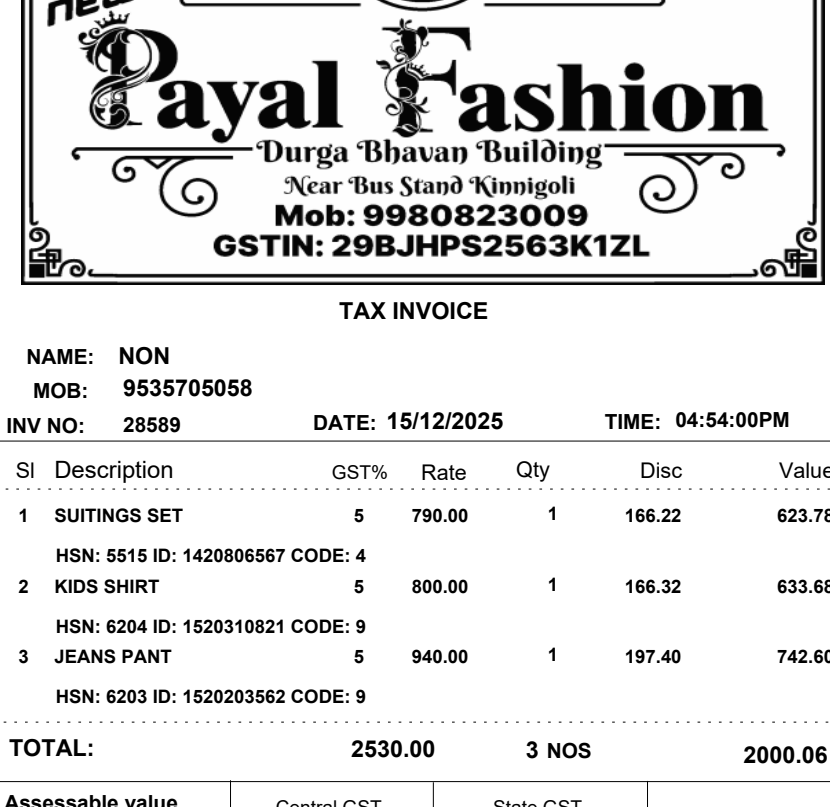 new
Payal Fashion
Durga Bhavan Building
Near Bus Stand Kinnigoli
Mob: 9980823009
GSTIN: 29BJHPS2563K1ZL
TAX INVOICE
NAME: NON
MOB: 9535705058
INV NO: 28589 DATE: 15/12/2025 TIME: 04:54:00PM
Sl Description GST% Rate Qty Disc Value
1 SUITINGS SET 5 790.00 1 166.22 623.78
HSN: 5515 ID: 1420806567 CODE: 4
2 KIDS SHIRT 5 800.00 1 166.32 633.68
HSN: 6204 ID: 1520310821 CODE: 9
3 JEANS PANT 5 940.00 1 197.40 742.60
HSN: 6203 ID: 1520203562 CODE: 9
TOTAL: 2530.00 3 NOS 2000.06
Assessable value Central GST State GST